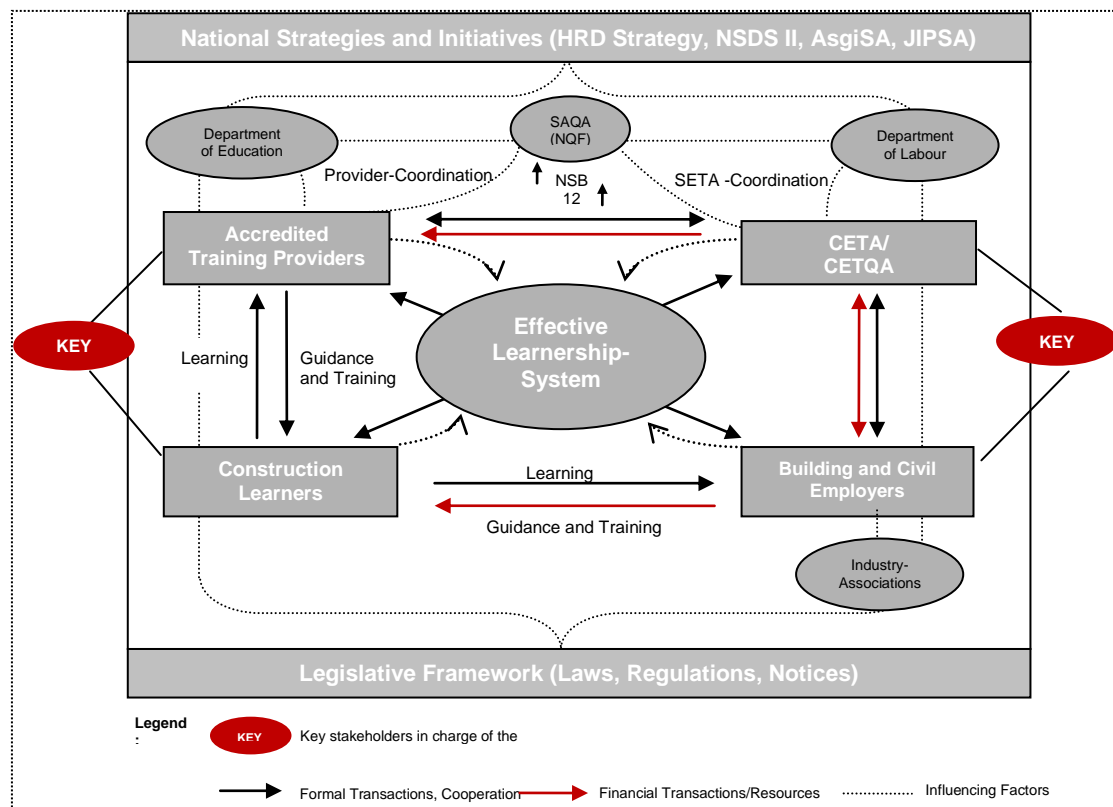 National Strategies and Initiatives (HRD Strategy, NSDS II, AsgiSA, JIPSA)
Department
of Education
SAQA
(NQF)
Department
of Labour
Provider-Coordination
NSB
12
SETA -Coordination
Accredited
Training Providers
CETA/
CETQA
KEY
Learning
Guidance
and Training
Effective
Learnership-
System
KEY
Construction
Learners
Learning
Guidance and Training
Building and Civil
Employers
Industry-
Associations
Legislative Framework (Laws, Regulations, Notices)
Legend
:
KEY
Key stakeholders in charge of the
Formal Transactions, Cooperation
Financial Transactions/Resources
Influencing Factors